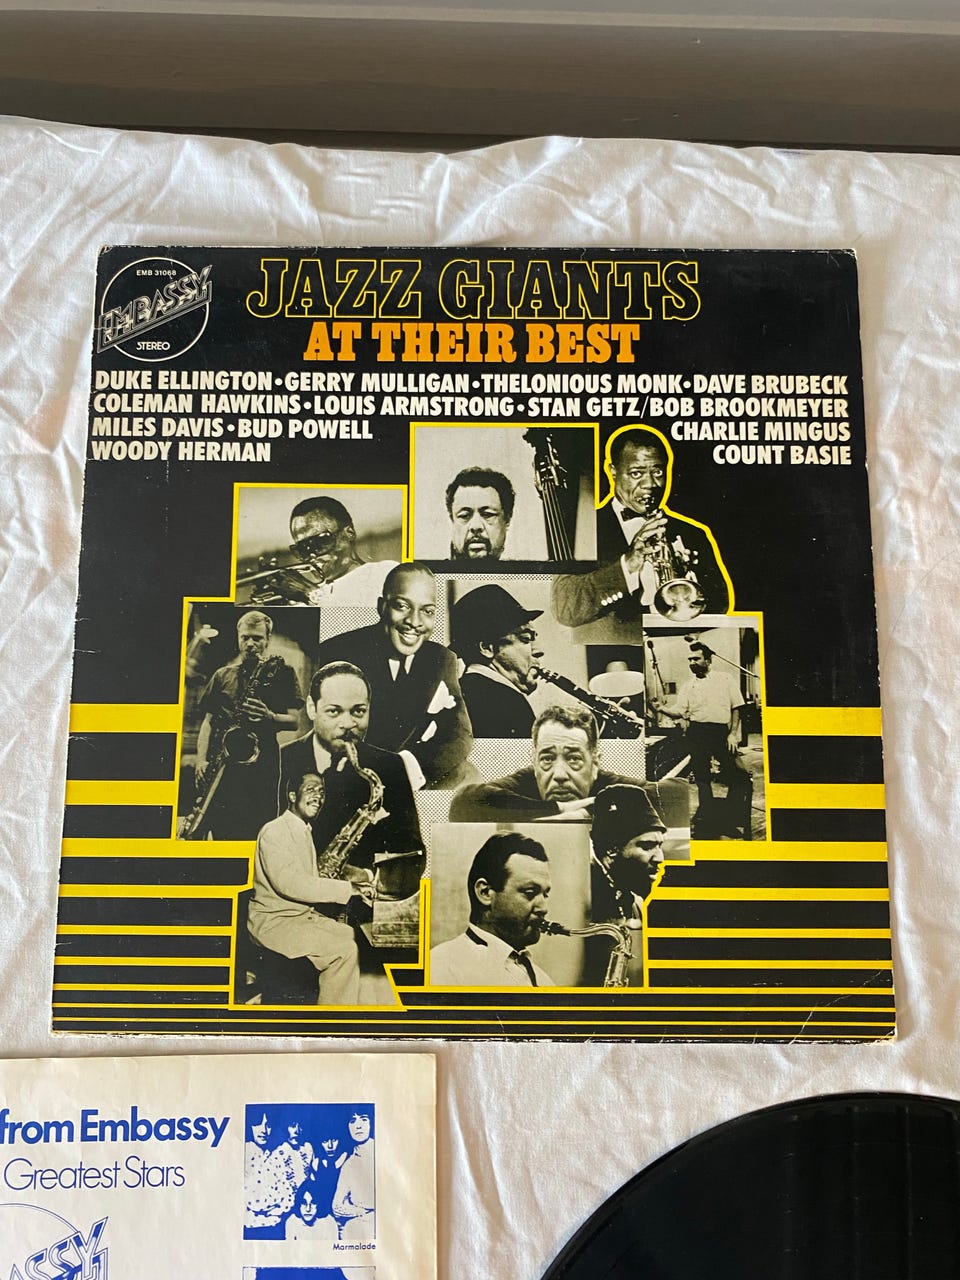 EMB 31068
EMBASSY
STEREO
JAZZ GIANTS
AT THEIR BEST
DUKE ELLINGTON•GERRY MULLIGAN•THELONIOUS MONK•DAVE BRUBECK
COLEMAN HAWKINS•LOUIS ARMSTRONG•STAN GETZ/BOB BROOKMEYER
MILES DAVIS•BUD POWELL CHARLIE MINGUS
WOODY HERMAN COUNT BASIE
from Embassy
Greatest Stars
Marmalade